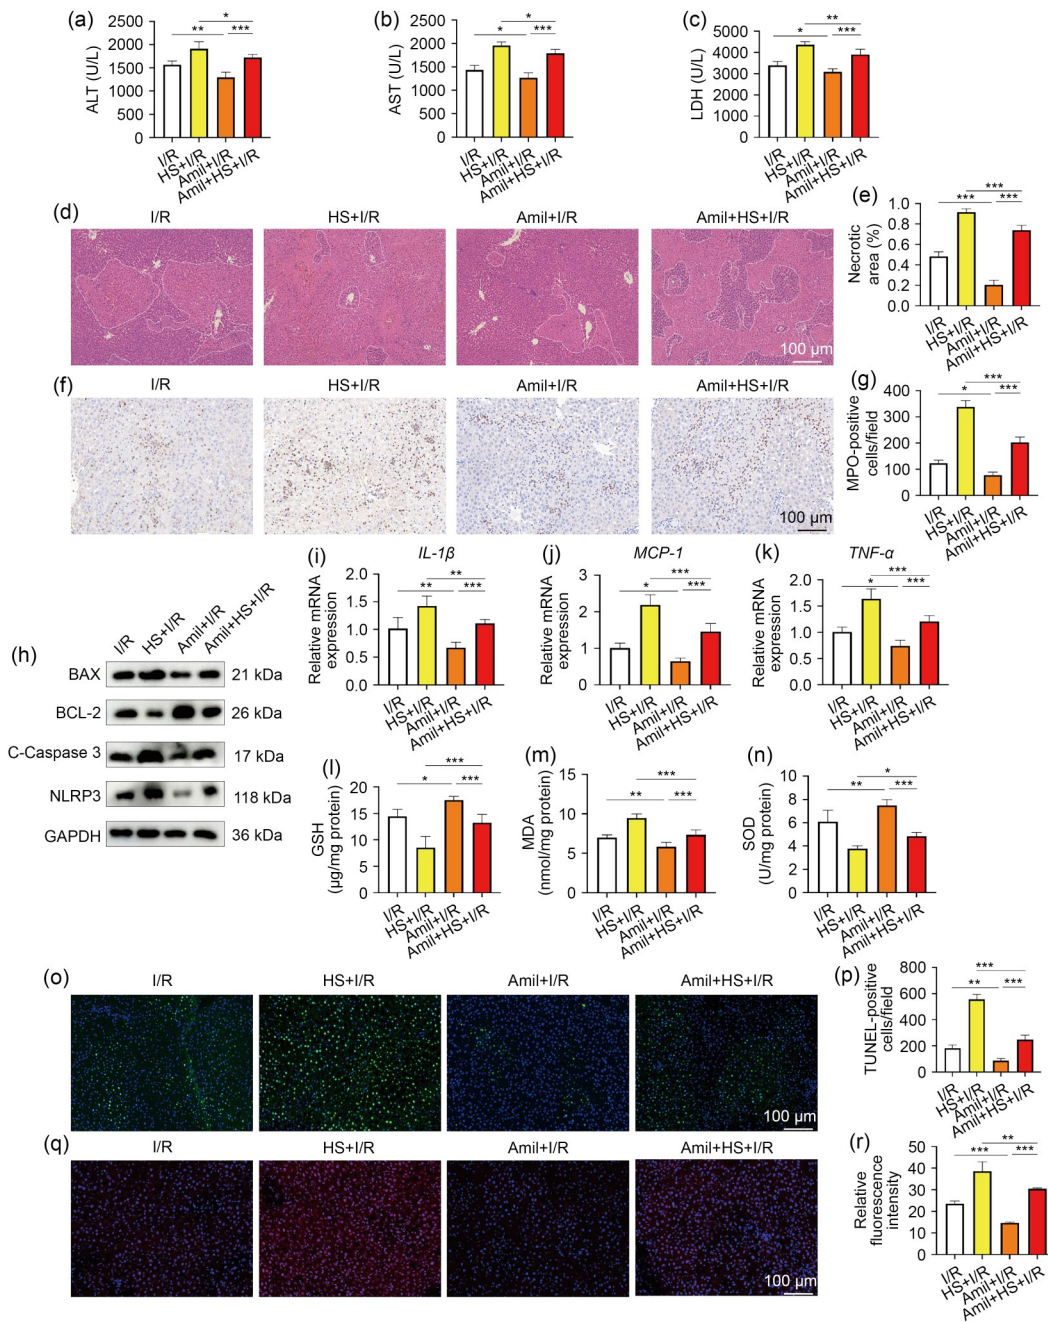 (a)
ALT (U/L)
2500
2000
1500
1000
500
0
*
**
***
I/R
HS+I/R
Amil+I/R
Amil+HS+I/R
(b)
AST (U/L)
2500
2000
1500
1000
500
0
*
*
***
I/R
HS+I/R
Amil+I/R
Amil+HS+I/R
(c)
LDH (U/L)
5000
4000
3000
2000
1000
0
**
*
***
I/R
HS+I/R
Amil+I/R
Amil+HS+I/R
(d)
I/R
HS+I/R
Amil+I/R
Amil+HS+I/R
100 μm
(e)
Necrotic
area (%)
1.0
0.8
0.6
0.4
0.2
0.0
***
***
***
I/R
HS+I/R
Amil+I/R
Amil+HS+I/R
(f)
I/R
HS+I/R
Amil+I/R
Amil+HS+I/R
100 μm
(g)
MPO-positive
cells/field
400
300
200
100
0
***
*
***
I/R
HS+I/R
Amil+I/R
Amil+HS+I/R
(h)
I/R
HS+I/R
Amil+I/R
Amil+HS+I/R
BAX 21 kDa
BCL-2 26 kDa
C-Caspase 3 17 kDa
NLRP3 118 kDa
GAPDH 36 kDa
(i)
IL-1β
Relative mRNA
expression
2.0
1.5
1.0
0.5
0.0
**
**
***
I/R
HS+I/R
Amil+I/R
Amil+HS+I/R
(j)
MCP-1
Relative mRNA
expression
3
2
1
0
***
*
***
I/R
HS+I/R
Amil+I/R
Amil+HS+I/R
(k)
TNF-α
Relative mRNA
expression
2.0
1.5
1.0
0.5
0.0
***
*
***
I/R
HS+I/R
Amil+I/R
Amil+HS+I/R
(l)
GSH
(μg/mg protein)
20
15
10
5
0
***
*
***
I/R
HS+I/R
Amil+I/R
Amil+HS+I/R
(m)
MDA
(nmol/mg protein)
15
10
5
0
***
**
***
I/R
HS+I/R
Amil+I/R
Amil+HS+I/R
(n)
SOD
(U/mg protein)
10
8
6
4
2
0
*
**
***
I/R
HS+I/R
Amil+I/R
Amil+HS+I/R
(o)
I/R
HS+I/R
Amil+I/R
Amil+HS+I/R
100 μm
(p)
TUNEL-positive
cells/field
800
600
400
200
0
***
**
***
I/R
HS+I/R
Amil+I/R
Amil+HS+I/R
(q)
I/R
HS+I/R
Amil+I/R
Amil+HS+I/R
100 μm
(r)
Relative
fluorescence
intensity
50
40
30
20
10
0
**
***
***
I/R
HS+I/R
Amil+I/R
Amil+HS+I/R